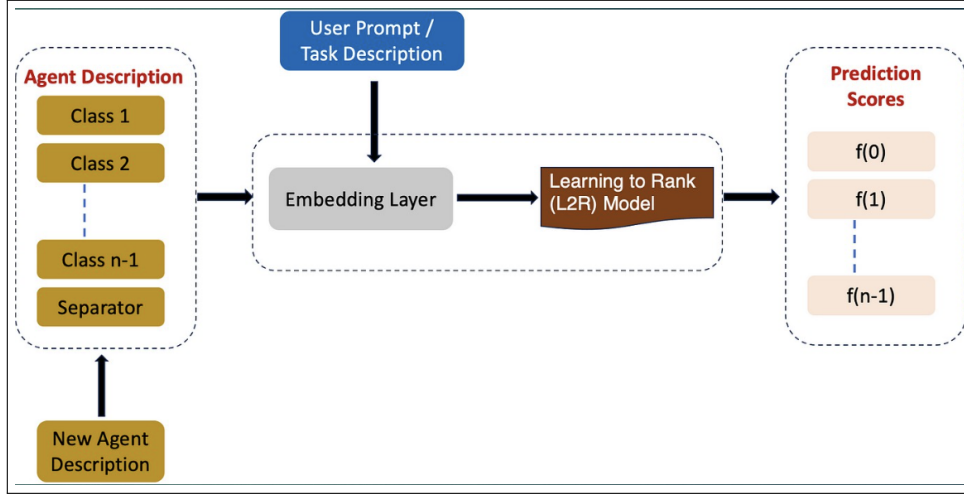 User Prompt /
Task Description
Agent Description
Class 1
Class 2
Class n-1
Separator
New Agent
Description
Embedding Layer
Learning to Rank
(L2R) Model
Prediction
Scores
f(0)
f(1)
f(n-1)